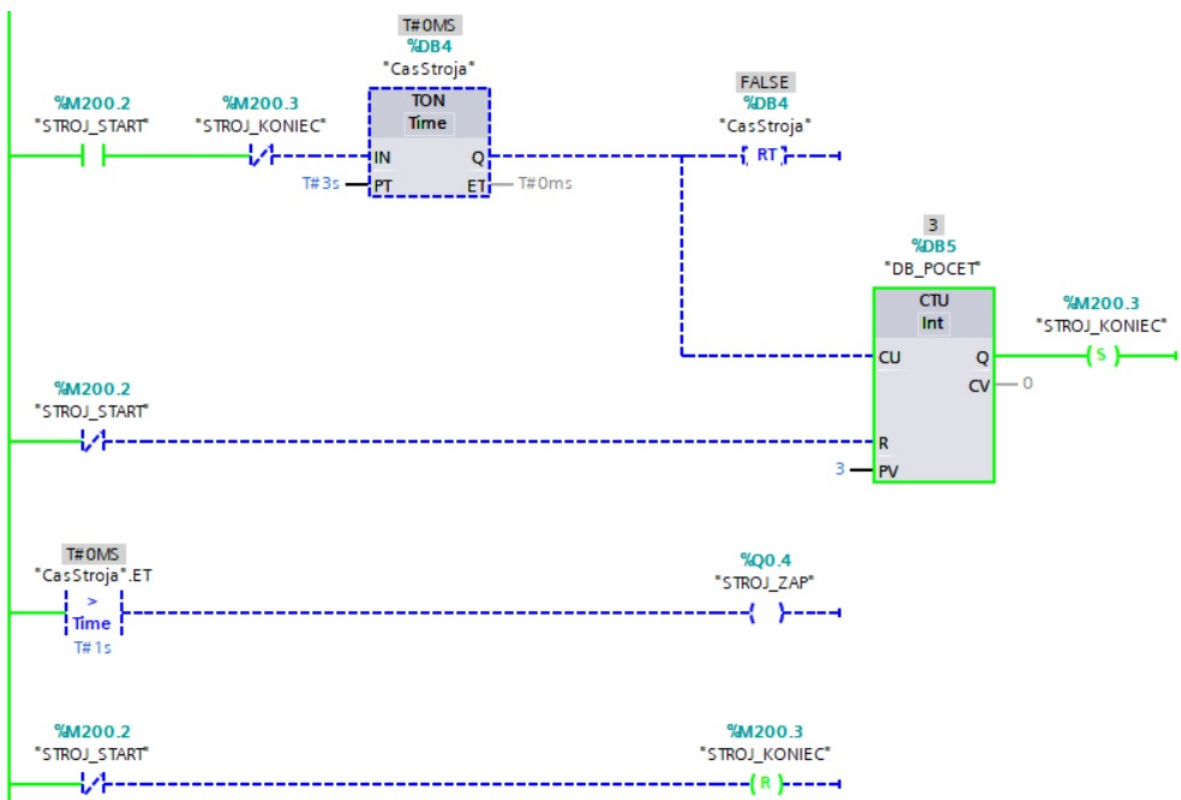 T#0MS
%DB4
"CasStroja"
TON
Time
IN
Q
PT
ET
T#3s
T#0ms
%M200.2
"STROJ_START"
%M200.3
"STROJ_KONIEC"
FALSE
%DB4
"CasStroja"
RT
3
%DB5
"DB_POCET"
CTU
Int
CU
Q
CV
0
R
3
PV
%M200.3
"STROJ_KONIEC"
S
%M200.2
"STROJ_START"
T#0MS
"CasStroja".ET
>
Time
T#1s
%Q0.4
"STROJ_ZAP"
%M200.2
"STROJ_START"
%M200.3
"STROJ_KONIEC"
R